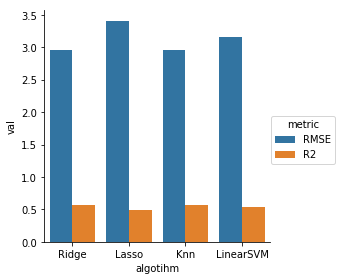 3.5
3.0
2.5
2.0
1.5
1.0
0.5
0.0
val
Ridge
Lasso
Knn
LinearSVM
algotihm
metric
RMSE
R2